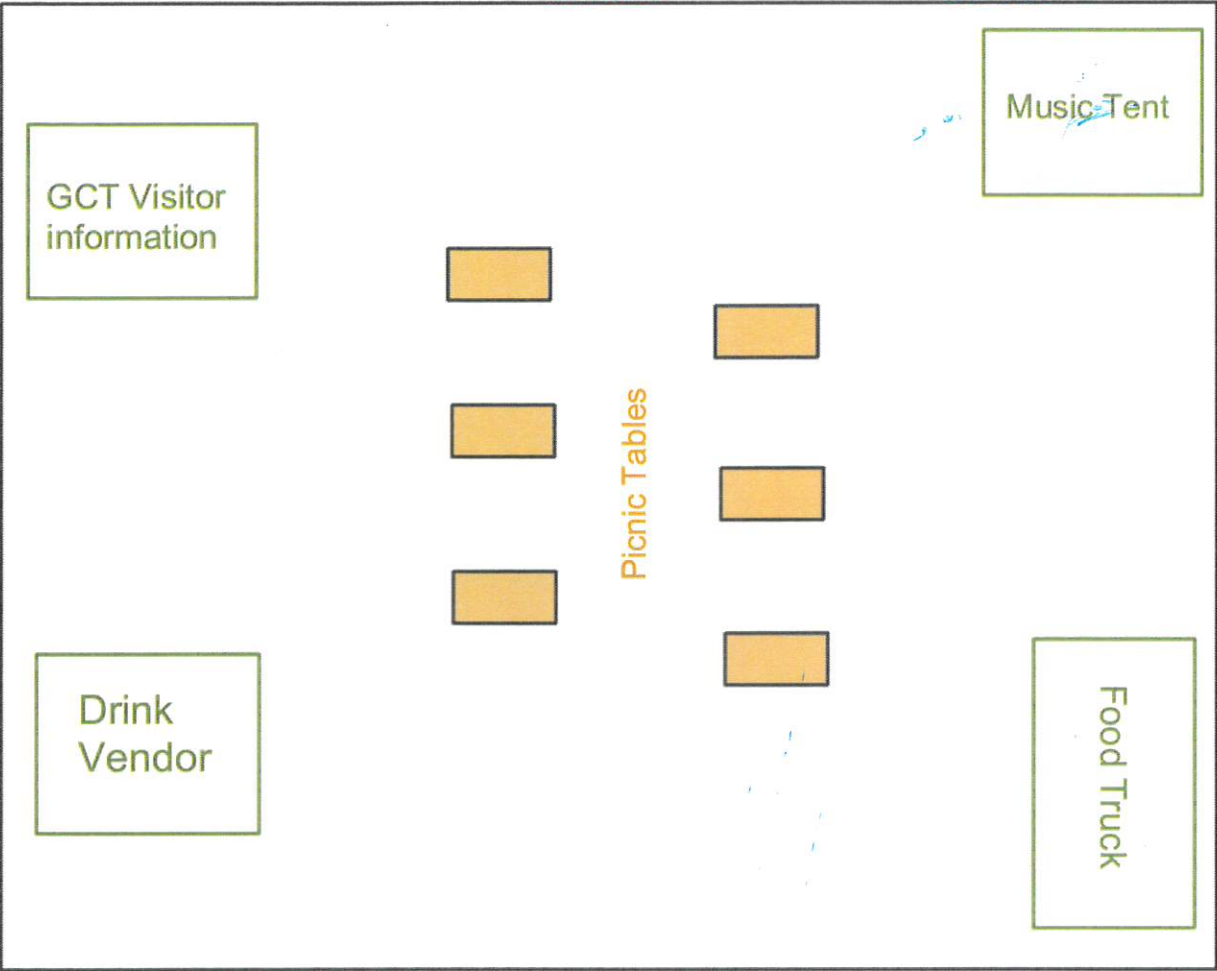 Music Tent
GCT Visitor
information
Picnic Tables
Drink
Vendor
Food Truck